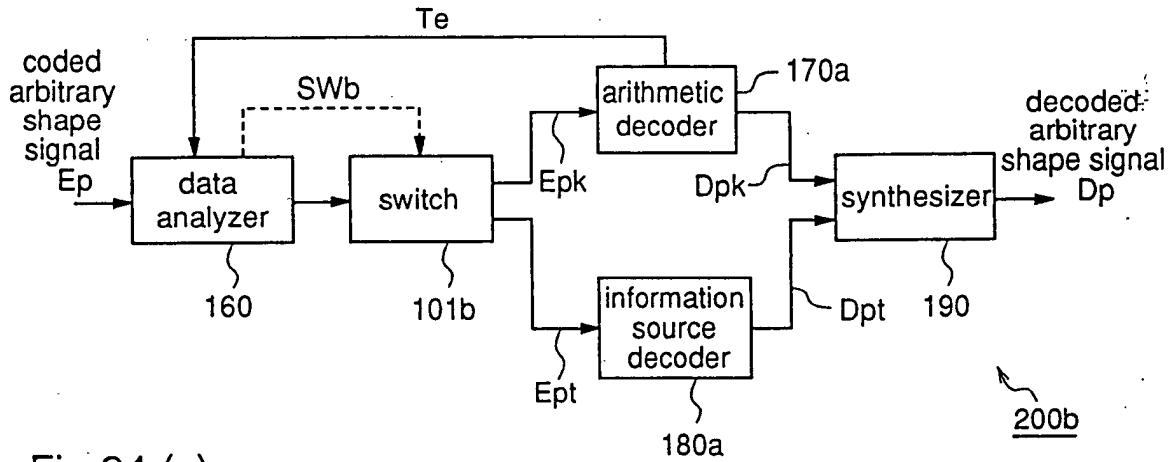 Te
coded
arbitrary
shape
signal
Ep
SWb
data
analyzer
160
switch
101b
Epk
Ept
arithmetic
decoder
170a
Dpk
information
source
decoder
180a
Dpt
synthesizer
190
decoded
arbitrary
shape signal
Dp
200b